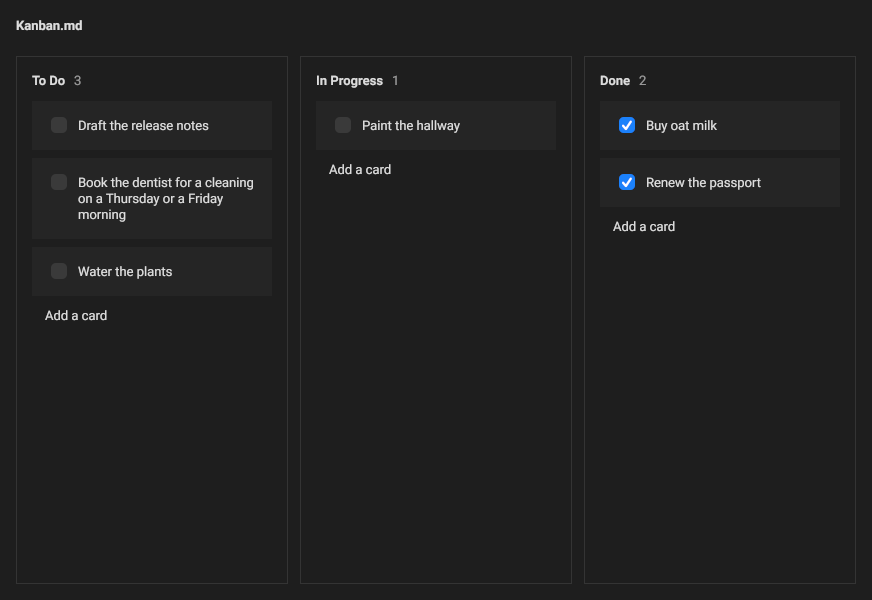 Kanban.md
To Do 3
Draft the release notes
Book the dentist for a cleaning
on a Thursday or a Friday
morning
Water the plants
Add a card
In Progress 1
Paint the hallway
Add a card
Done 2
Buy oat milk
Renew the passport
Add a card